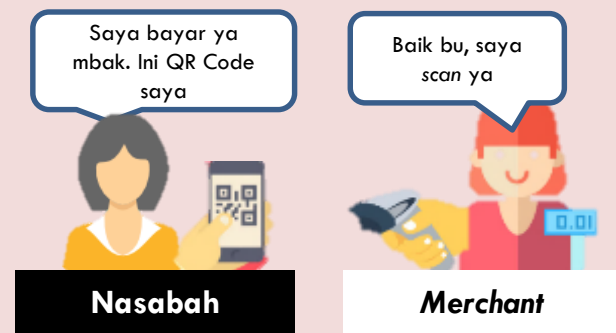 Saya bayar ya
mbak. Ini QR Code
saya
Baik bu, saya
scan ya
0.01
Nasabah
Merchant